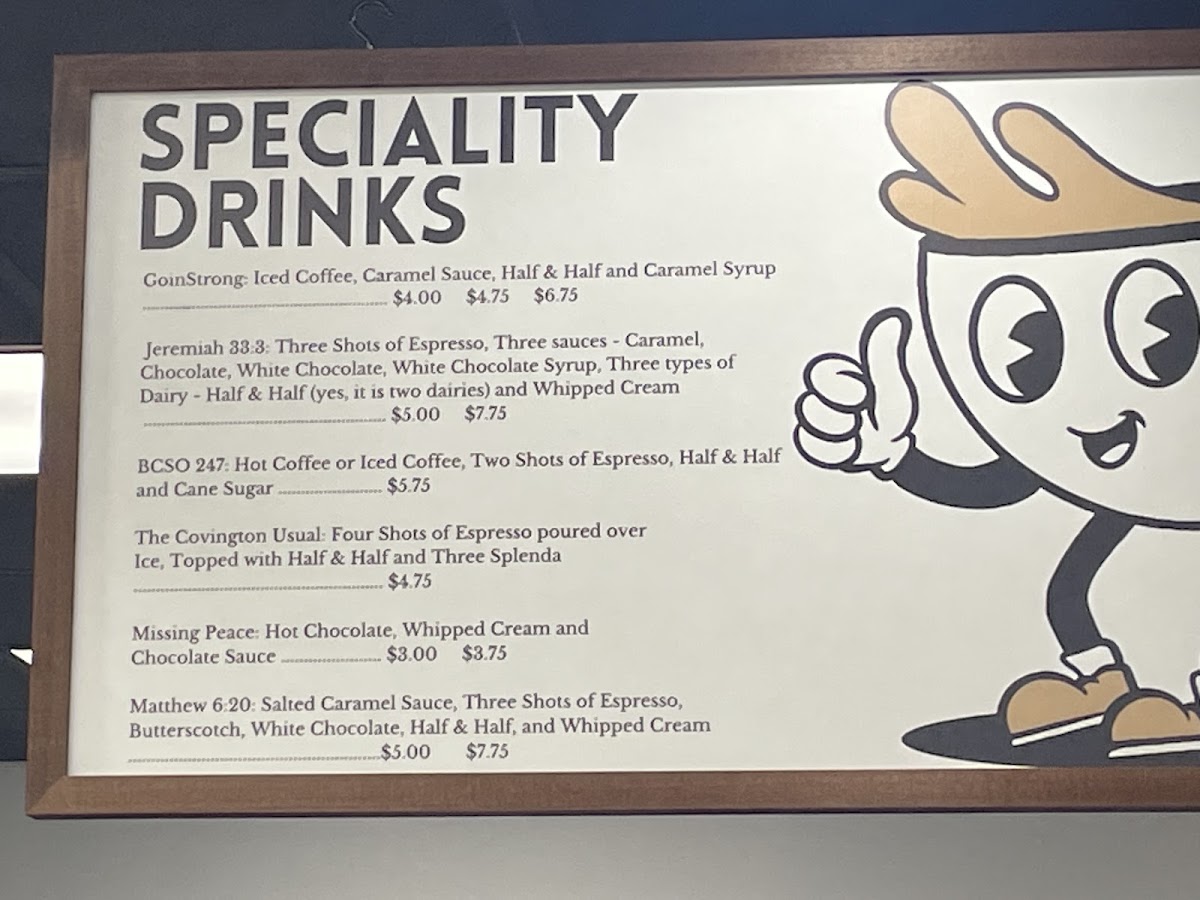 SPECIALITY
DRINKS
GoinStrong: Iced Coffee, Caramel Sauce, Half & Half and Caramel Syrup
........................ $4.00 $4.75 $6.75
Jeremiah 33:3: Three Shots of Espresso, Three sauces - Caramel,
Chocolate, White Chocolate, White Chocolate Syrup, Three types of
Dairy - Half & Half (yes, it is two dairies) and Whipped Cream
........................ $5.00 $7.75
BCSO 247: Hot Coffee or Iced Coffee, Two Shots of Espresso, Half & Half
and Cane Sugar ............ $5.75
The Covington Usual: Four Shots of Espresso poured over
Ice, Topped with Half & Half and Three Splenda
........................ $4.75
Missing Peace: Hot Chocolate, Whipped Cream and
Chocolate Sauce ............ $3.00 $3.75
Matthew 6:20: Salted Caramel Sauce, Three Shots of Espresso,
Butterscotch, White Chocolate, Half & Half, and Whipped Cream
........................$5.00 $7.75